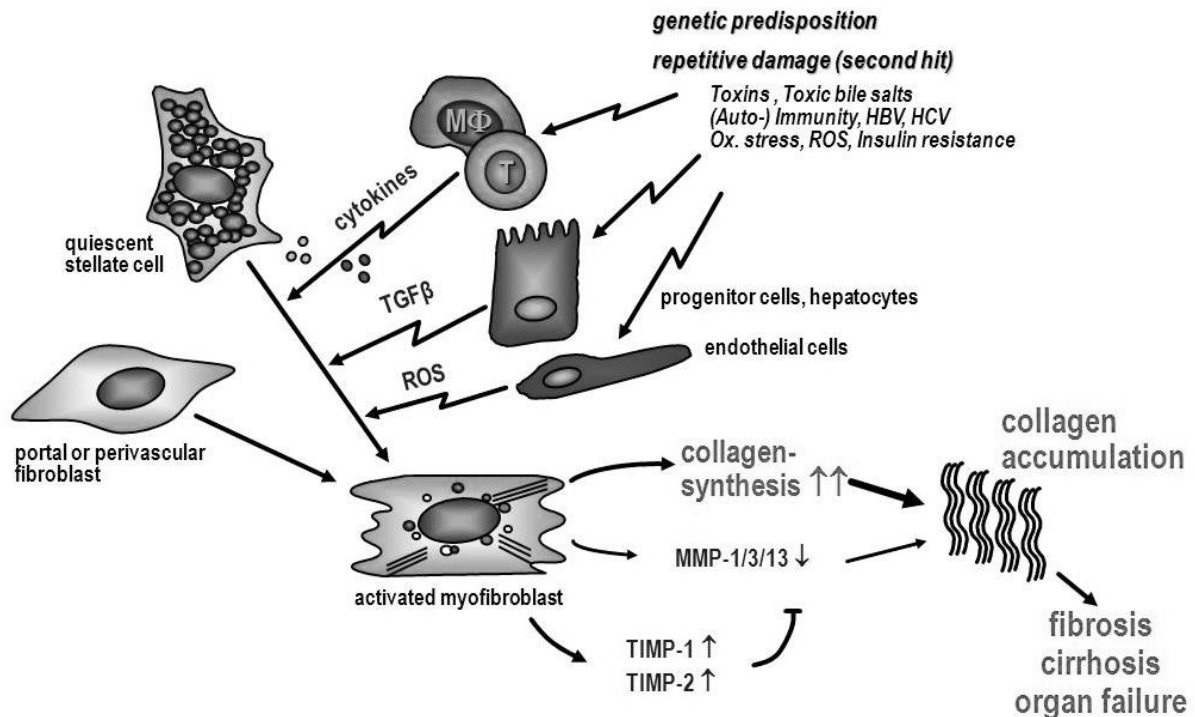 genetic predisposition
repetitive damage (second hit)
Toxins , Toxic bile salts
(Auto-) Immunity, HBV, HCV
Ox. stress, ROS, Insulin resistance
MΦ
T
cytokines
quiescent
stellate cell
TGFβ
progenitor cells, hepatocytes
endothelial cells
ROS
portal or perivascular
fibroblast
collagen-
synthesis ↑↑
collagen
accumulation
MMP-1/3/13 ↓
activated myofibroblast
TIMP-1 ↑
TIMP-2 ↑
fibrosis
cirrhosis
organ failure